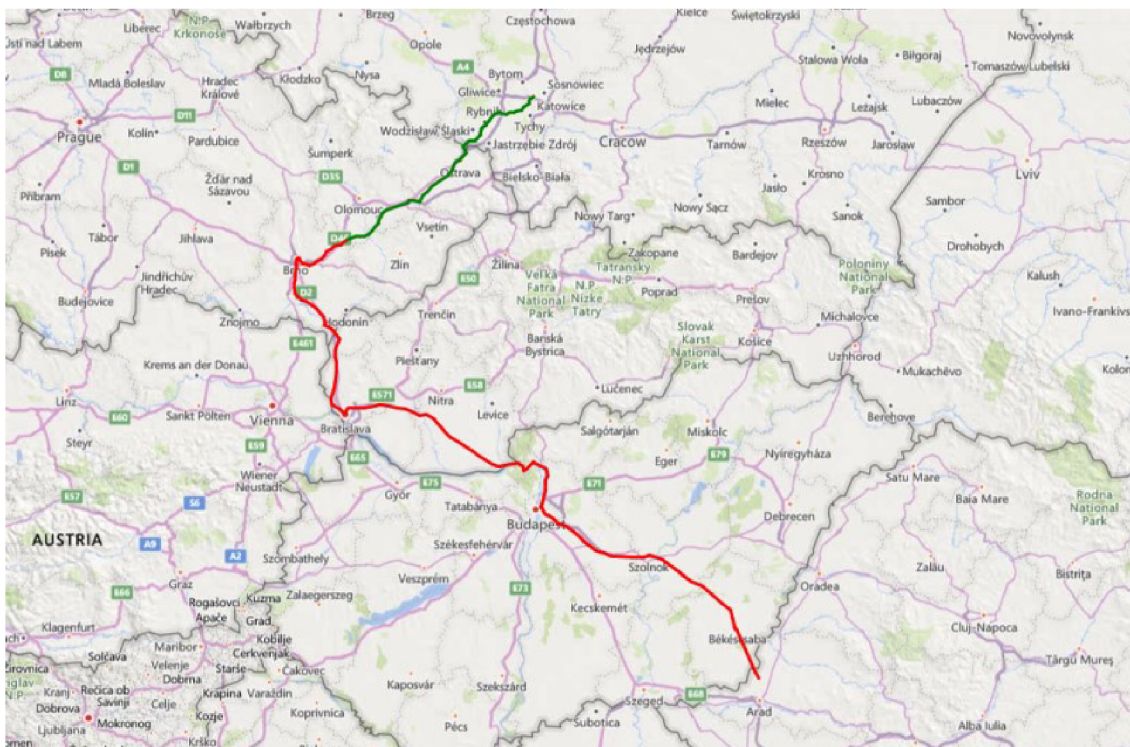 Liberec
N.P.
Krkonoše
Wałbrzych
Brzeg
Częstochowa
Kielce
Świętokrzyski
Novovolynsk
Ústí nad Labem
Opole
Jędrzejów
Biłgoraj
Kłodzko
Nysa
A4
Bytom
Sosnowiec
Stalowa Wola
Tomaszów Lubelski
D8
Mladá Boleslav
Hradec
Králové
Gliwice
Katowice
Mielec
Leżajsk
Lubaczów
Prague
Kolín
D11
Pardubice
Rybnik
Wodzisław Śląski
Tychy
Jastrzębie Zdrój
Cracow
Tarnów
Rzeszów
Jarosław
D1
Šumperk
Ostrava
Bielsko-Biała
Krosno
Lviv
Příbram
Žďár nad
Sázavou
D35
Jasło
Sambor
Olomouc
Nowy Targ
Nowy Sącz
Sanok
Tábor
Jihlava
D46
Vsetín
Drohobych
Písek
Zakopane
Bardejov
Brno
Zlín
Žilina
E50
Veľká
Fatra
National
Park
Tatransky
N.P
Poloniny
National
Park
Kalush
Jindřichův
Hradec
D2
N.P
Nízke
Tatry
Poprad
Prešov
Budejovice
Hodonín
Trenčín
Michalovce
Ivano-Frankivs
Znojmo
Banská
Bystrica
Slovak
Karst
National
Park
Košice
E461
Uzhhorod
Krems an der Donau
Piešťany
Mukachëvo
Kolom
Linz
E58
Lučenec
E571
Nitra
Levice
E60
Sankt Pölten
Vienna
Bratislava
Salgótarján
Miskolc
Berehove
Steyr
E59
E65
Eger
E79
Nyíregyháza
Wiener
Neustadt
E75
E71
Satu Mare
Győr
Tatabánya
Baia Mare
Rodna
National
Park
E57
S6
Budapest
Debrecen
AUSTRIA
Székesfehérvár
A9
A2
Szombathely
Szolnok
Zalău
Bistrița
Graz
Veszprém
E73
Oradea
E66
Zalaegerszeg
Kecskemét
Rogašovci
Kuzma
Apače
Grad
Klagenfurt
Kobilje
Cluj-Napoca
Maribor
Cerkvenjak
Békéscsaba
Solčava
Târgu Mureș
Velenje
Starše
Čakovec
Dobrna
Kaposvár
Szekszárd
Kranj
Rečica ob
Savinji
Krapina
Varaždin
Szeged
E68
Dobrova
Celje
Mokronog
Kozje
Koprivnica
Subotica
Arad
Alba Iulia
Ljubljana
Krško
Pécs